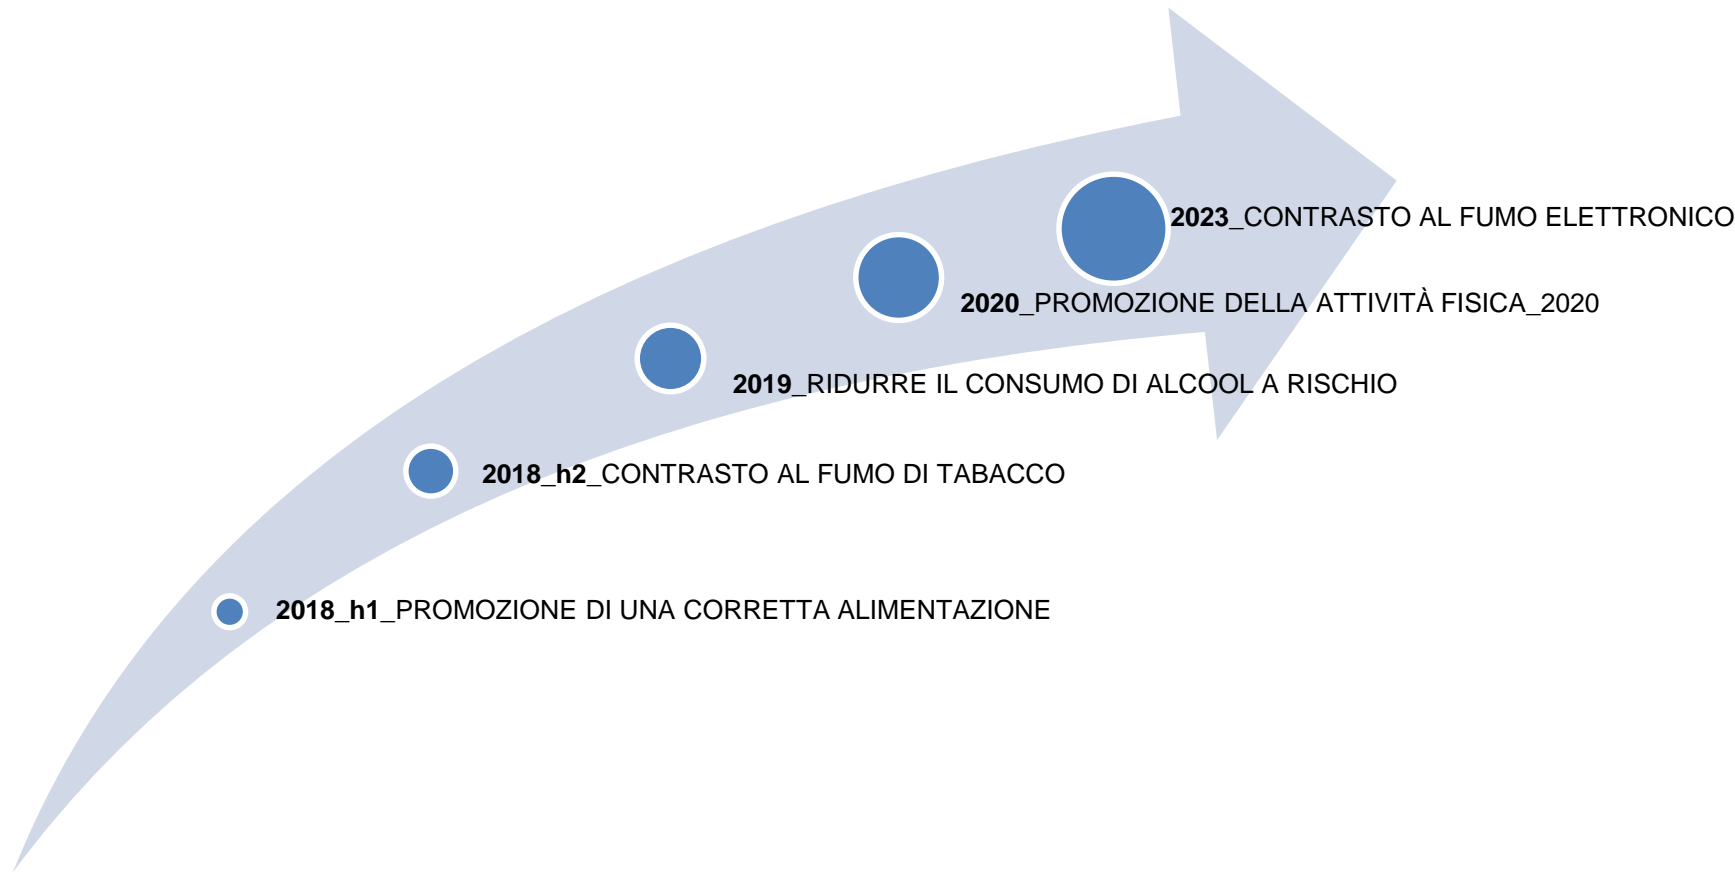 2023_CONTRASTO AL FUMO ELETTRONICO
2020_PROMOZIONE DELLA ATTIVITÀ FISICA_2020
2019_RIDURRE IL CONSUMO DI ALCOOL A RISCHIO
2018_h2_CONTRASTO AL FUMO DI TABACCO
2018_h1_PROMOZIONE DI UNA CORRETTA ALIMENTAZIONE